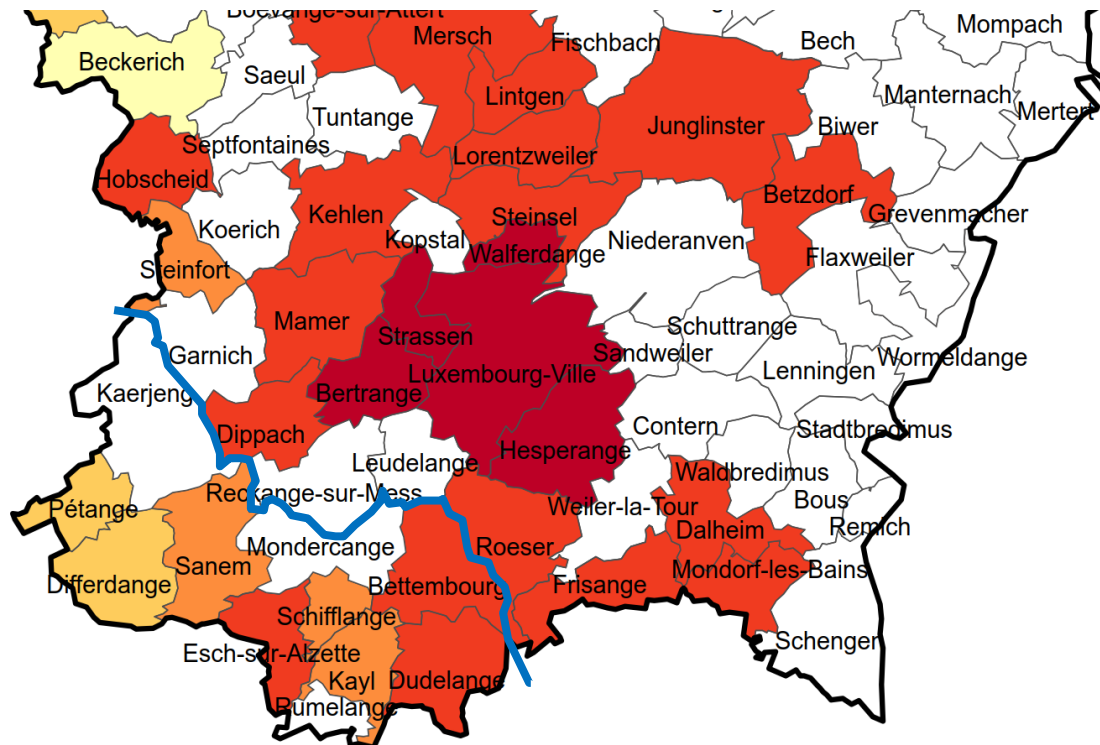 Boevange-sur-Attert
Mersch
Fischbach
Bech
Mompach
Beckerich
Saeul
Lintgen
Manternach
Mertert
Tuntange
Junglinster
Biwer
Septfontaines
Lorentzweiler
Hobscheid
Betzdorf
Kehlen
Steinsel
Grevenmacher
Koerich
Kopstal
Niederanven
Walferdange
Flaxweiler
Steinfort
Mamer
Schuttrange
Strassen
Garnich
Sandweiler
Wormeldange
Luxembourg-Ville
Lenningen
Kaerjeng
Bertrange
Dippach
Contern
Stadtbredimus
Hesperange
Leudelange
Waldbredimus
Reckange-sur-Mess
Bous
Pétange
Weiler-la-Tour
Remich
Dalheim
Mondercange
Roeser
Sanem
Mondorf-les-Bains
Differdange
Bettembourg
Frisange
Schifflange
Schengen
Esch-sur-Alzette
Kayl
Dudelange
Rumelange